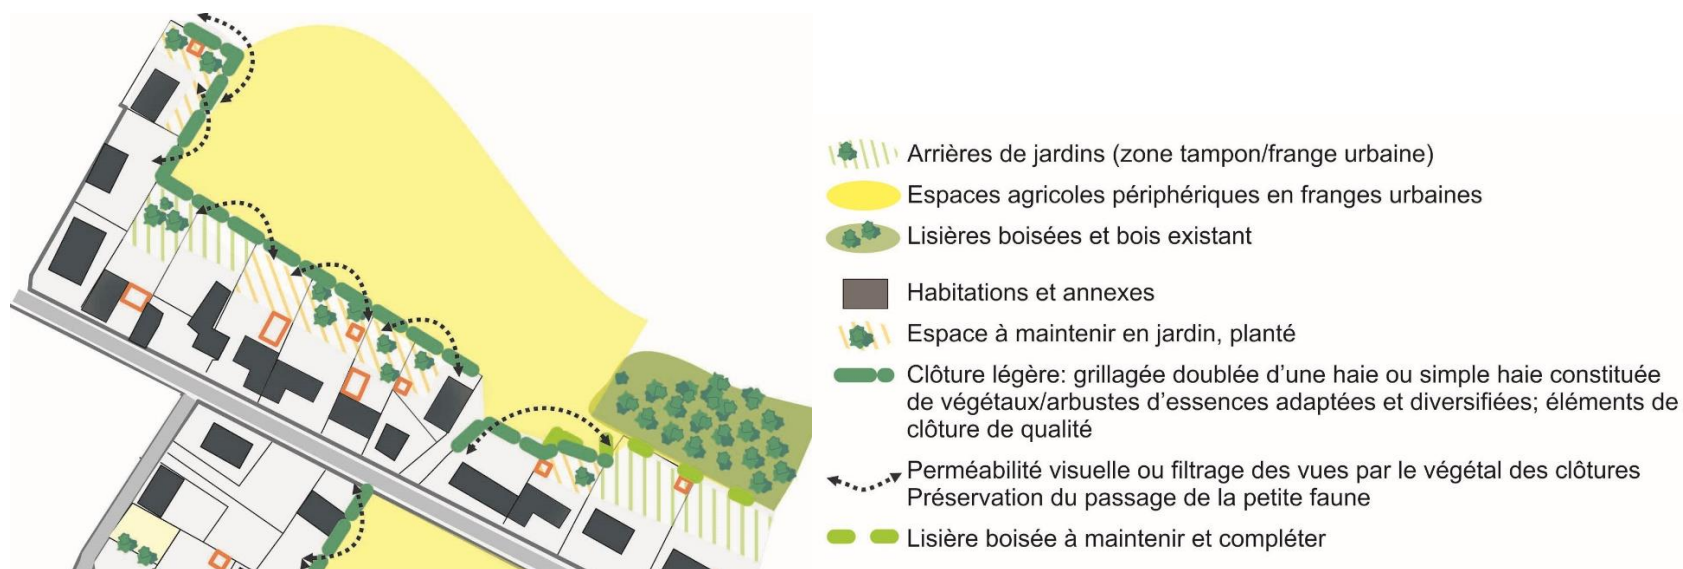 Arrières de jardins (zone tampon/frange urbaine)
Espaces agricoles périphériques en franges urbaines
Lisières boisées et bois existant
Habitations et annexes
Espace à maintenir en jardin, planté
Clôture légère: grillagée doublée d'une haie ou simple haie constituée
de végétaux/arbustes d'essences adaptées et diversifiées; éléments de
clôture de qualité
Perméabilité visuelle ou filtrage des vues par le végétal des clôtures
Préservation du passage de la petite faune
Lisière boisée à maintenir et compléter